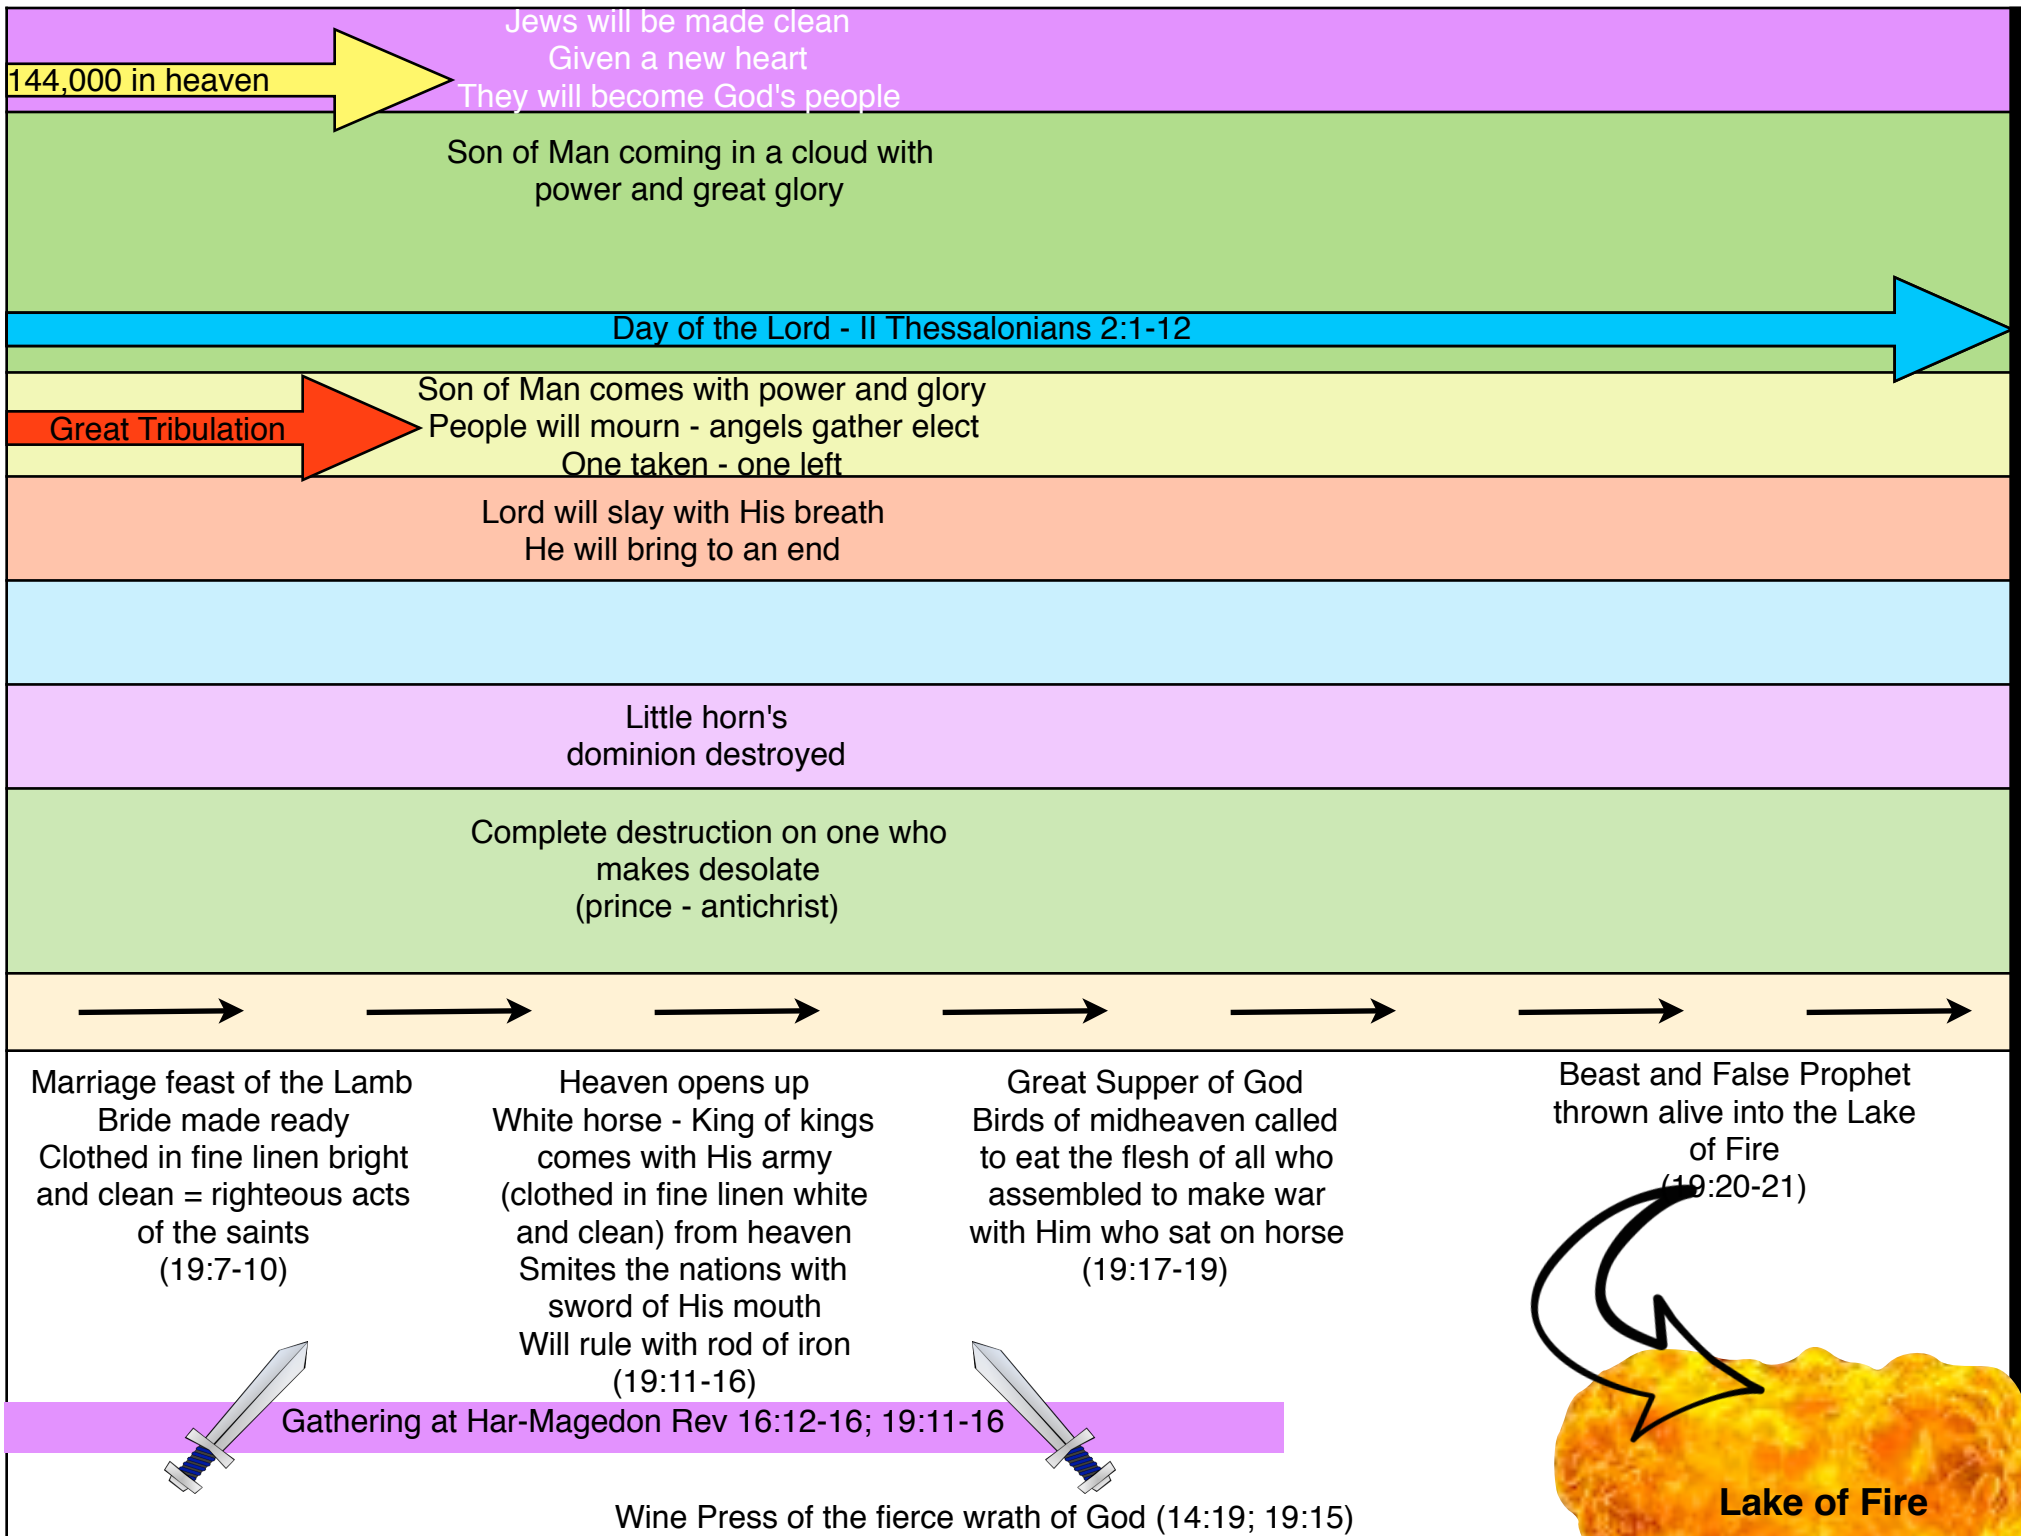 Jews will be made clean
Given a new heart
They will become God's people
144,000 in heaven
Son of Man coming in a cloud with
power and great glory
Day of the Lord - II Thessalonians 2:1-12
Son of Man comes with power and glory
People will mourn - angels gather elect
One taken - one left
Great Tribulation
Lord will slay with His breath
He will bring to an end
Little horn's
dominion destroyed
Complete destruction on one who
makes desolate
(prince - antichrist)
Marriage feast of the Lamb
Bride made ready
Clothed in fine linen bright
and clean = righteous acts
of the saints
(19:7-10)
Heaven opens up
White horse - King of kings
comes with His army
(clothed in fine linen white
and clean) from heaven
Smites the nations with
sword of His mouth
Will rule with rod of iron
(19:11-16)
Great Supper of God
Birds of midheaven called
to eat the flesh of all who
assembled to make war
with Him who sat on horse
(19:17-19)
Beast and False Prophet
thrown alive into the Lake
of Fire
(19:20-21)
Gathering at Har-Magedon Rev 16:12-16; 19:11-16
Wine Press of the fierce wrath of God (14:19; 19:15)
Lake of Fire